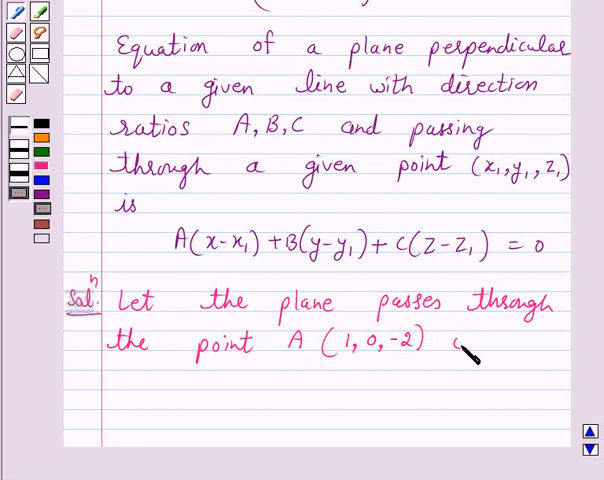 Equation of a plane perpendicular
to a given line with direction
ratios A, B, C and passing
through a given point (x₁, y₁, z₁)
is
A(x-x₁) + B(y-y₁) + C(z-z₁) = 0
Solⁿ. Let the plane passes through
the point A (1, 0, -2)